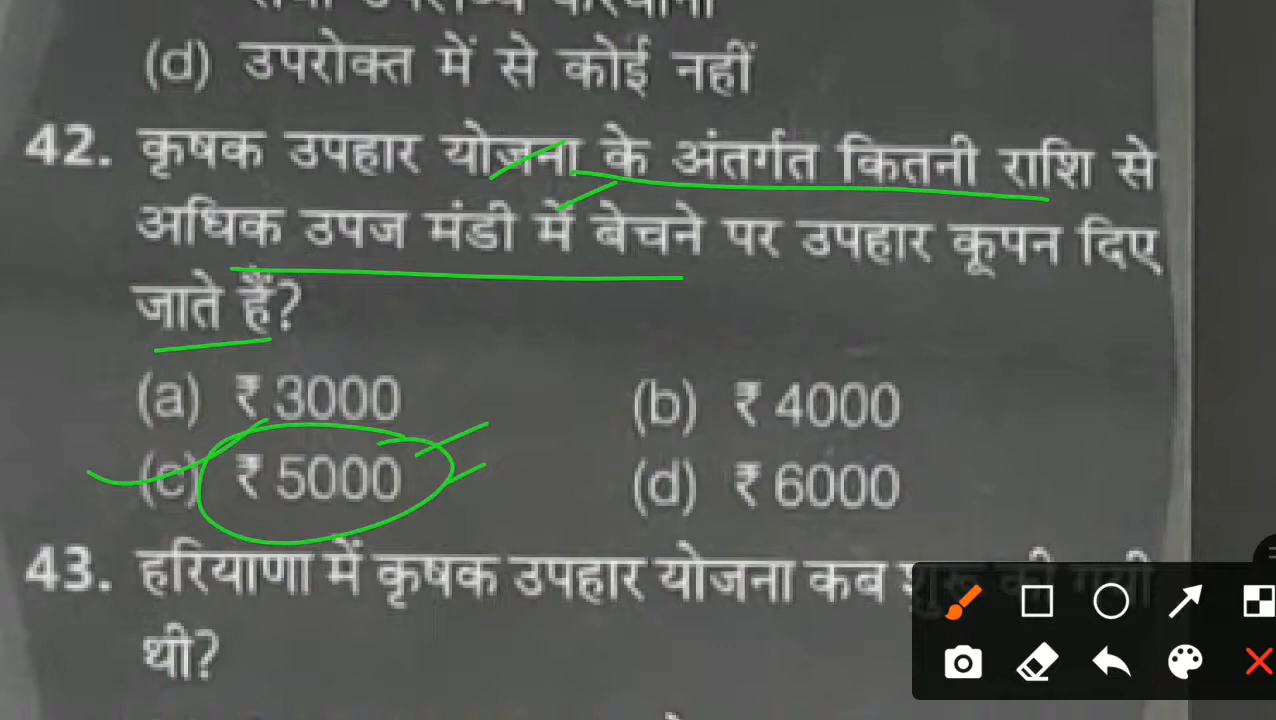 (d) उपरोक्त में से कोई नहीं
42. कृषक उपहार योजना के अंतर्गत कितनी राशि से
अधिक उपज मंडी में बेचने पर उपहार कूपन दिए
जाते हैं?
(a) ₹ 3000 (b) ₹ 4000
(c) ₹ 5000 (d) ₹ 6000
43. हरियाणा में कृषक उपहार योजना कब शुरू की गयी
थी?